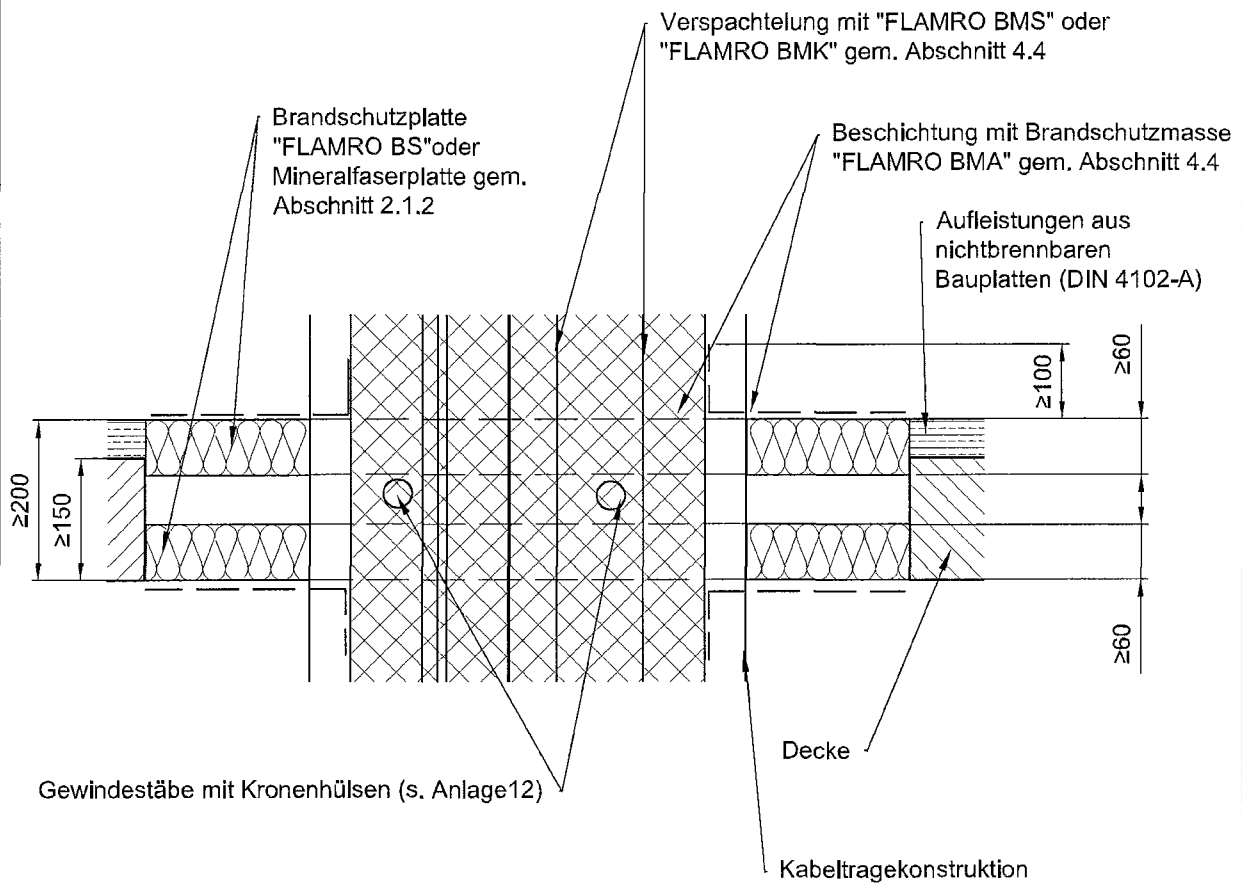 Verspachtelung mit "FLAMRO BMS" oder
"FLAMRO BMK" gem. Abschnitt 4.4
Brandschutzplatte
"FLAMRO BS"oder
Mineralfaserplatte gem.
Abschnitt 2.1.2
Beschichtung mit Brandschutzmasse
"FLAMRO BMA" gem. Abschnitt 4.4
Aufleistungen aus
nichtbrennbaren
Bauplatten (DIN 4102-A)
≥100
≥60
≥200
≥150
≥60
Decke
Gewindestäbe mit Kronenhülsen (s. Anlage12)
Kabeltragekonstruktion